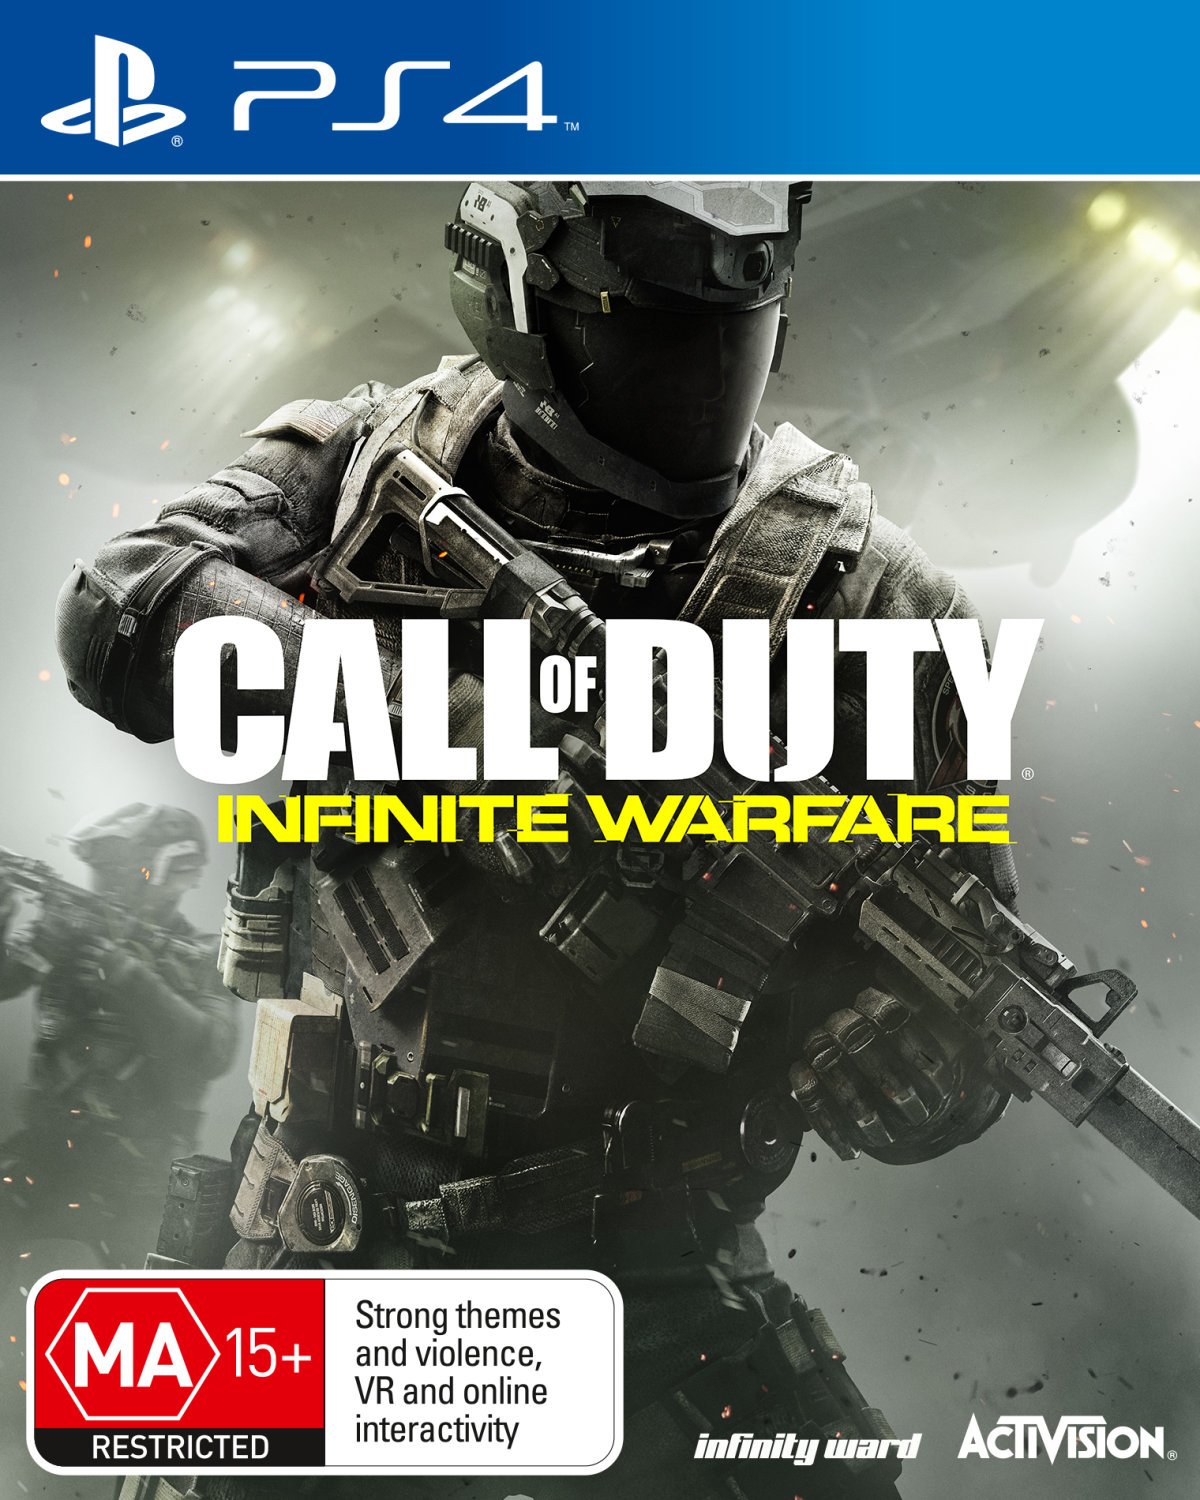 PS4™
CALL OF DUTY®
INFINITE WARFARE
MA 15+
RESTRICTED
Strong themes
and violence,
VR and online
interactivity
infinity ward
ACTIVISION®